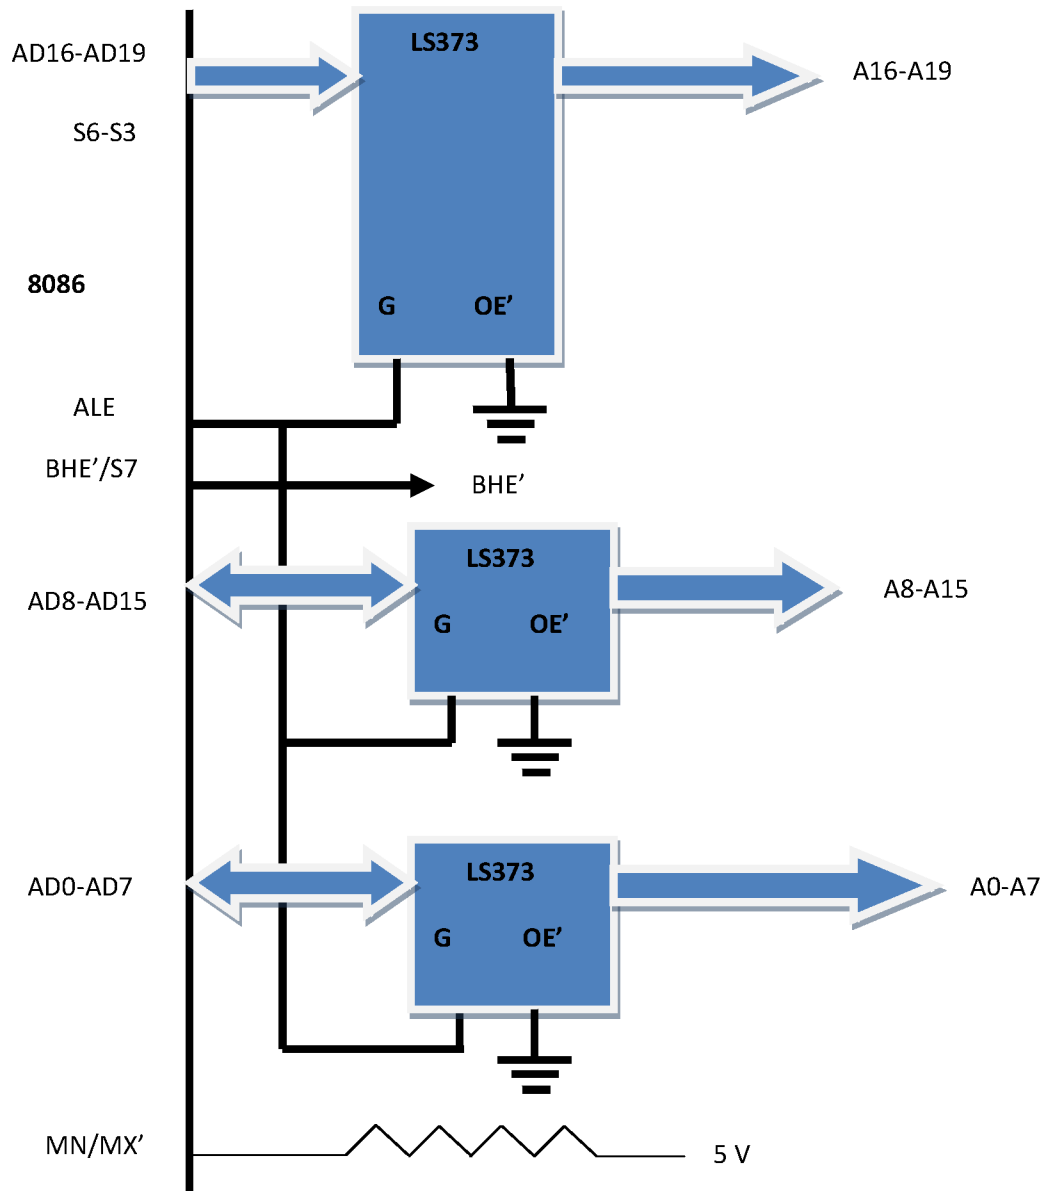 AD16-AD19
LS373
A16-A19
S6-S3
8086
G
OE’
ALE
BHE’/S7
BHE’
LS373
AD8-AD15
A8-A15
G
OE’
LS373
AD0-AD7
A0-A7
G
OE’
MN/MX’
5 V